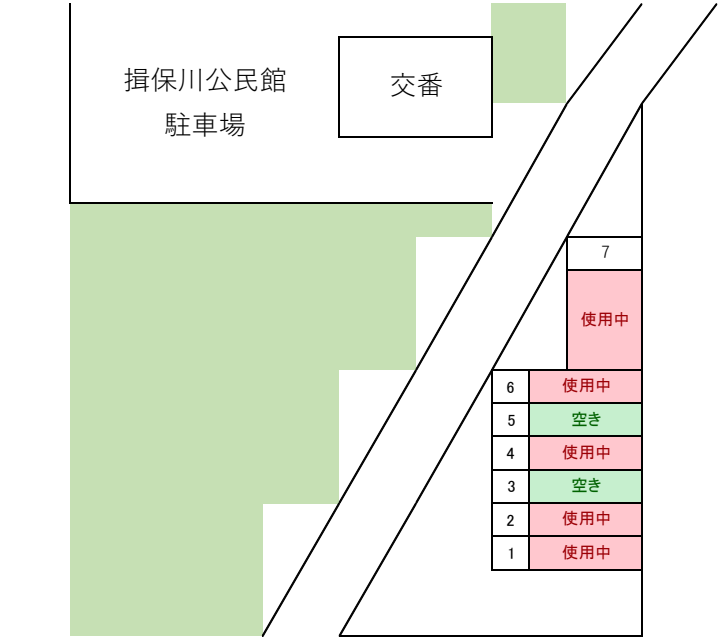 揖保川公民館
駐車場
交番
7
使用中
6 使用中
5 空き
4 使用中
3 空き
2 使用中
1 使用中